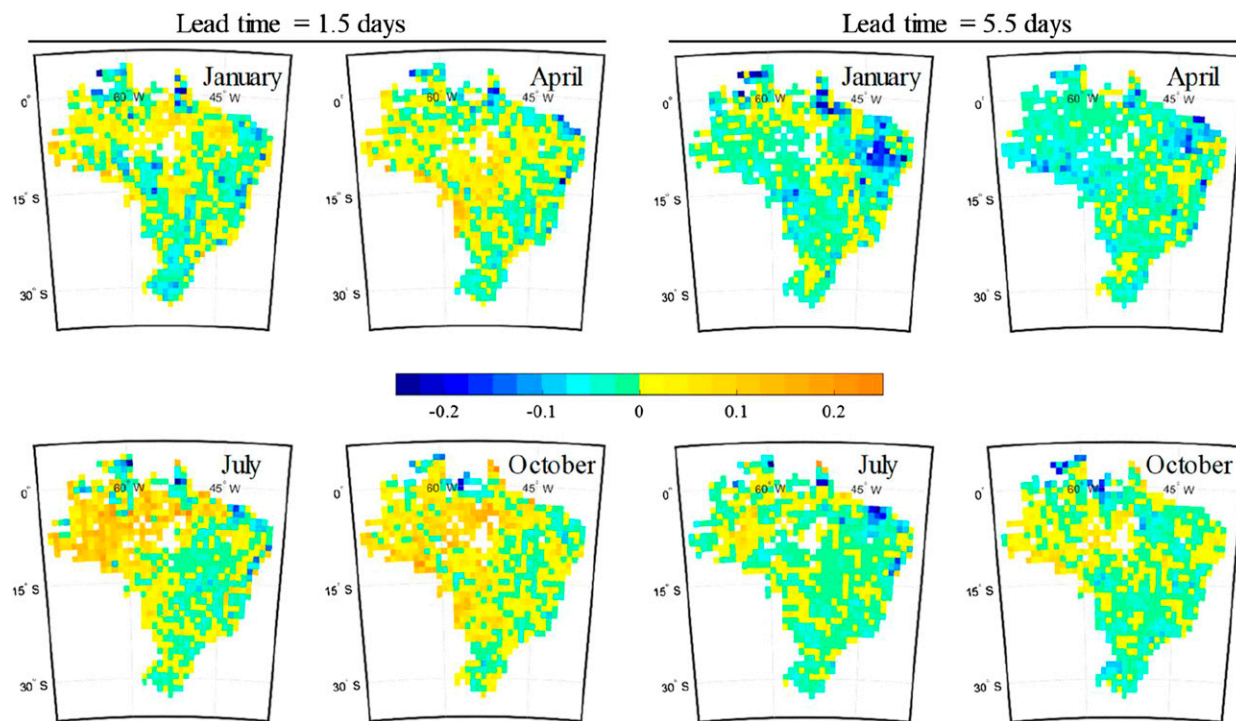 Lead time = 1.5 days
Lead time = 5.5 days
January
April
January
April
0°
60° W
45° W
15° S
30° S
0°
60° W
45° W
15° S
30° S
0°
60° W
45° W
15° S
30° S
0°
60° W
45° W
15° S
30° S
-0.2
-0.1
0
0.1
0.2
July
October
July
October
0°
60° W
45° W
15° S
30° S
0°
60° W
45° W
15° S
30° S
0°
60° W
45° W
15° S
30° S
0°
60° W
45° W
15° S
30° S